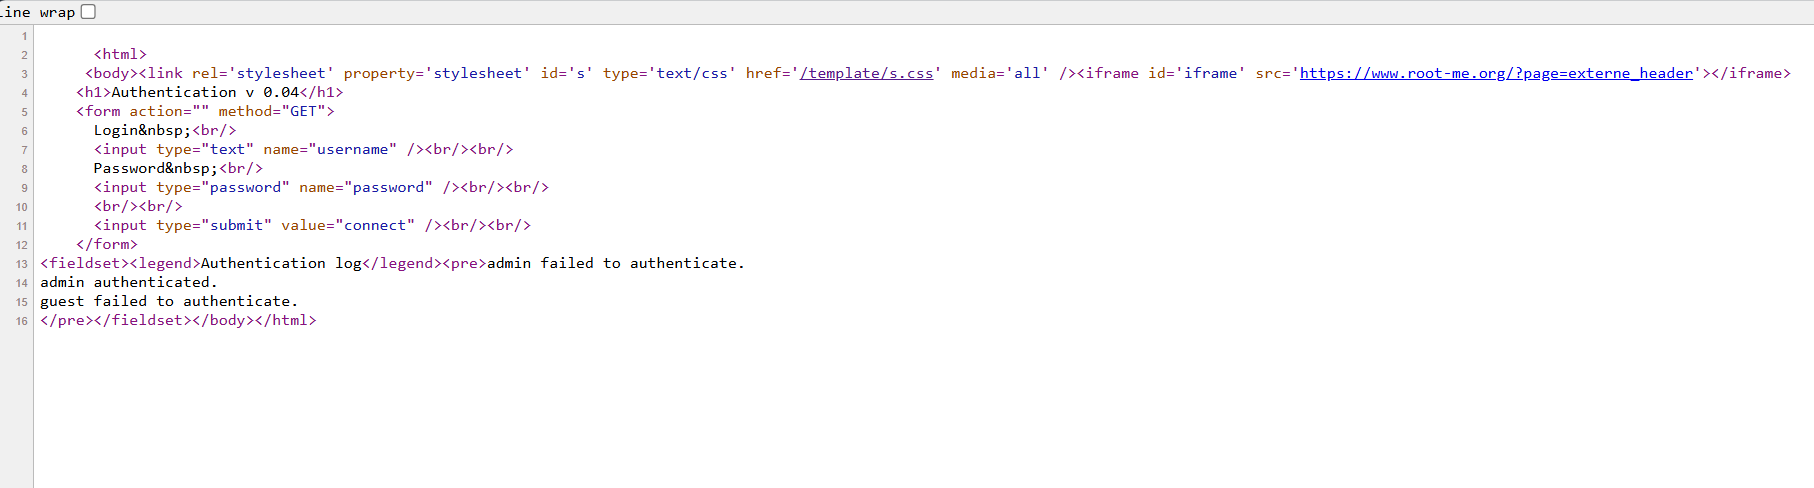 Line wrap
1
2 <html>
3 <body><link rel='stylesheet' property='stylesheet' id='s' type='text/css' href='/template/s.css' media='all' /><iframe id='iframe' src='https://www.root-me.org/?page=externe_header'></iframe>
4 <h1>Authentication v 0.04</h1>
5 <form action="" method="GET">
6 Login&nbsp;<br/>
7 <input type="text" name="username" /><br/><br/>
8 Password&nbsp;<br/>
9 <input type="password" name="password" /><br/><br/>
10 <br/><br/>
11 <input type="submit" value="connect" /><br/><br/>
12 </form>
13 <fieldset><legend>Authentication log</legend><pre>admin failed to authenticate.
14 admin authenticated.
15 guest failed to authenticate.
16 </pre></fieldset></body></html>